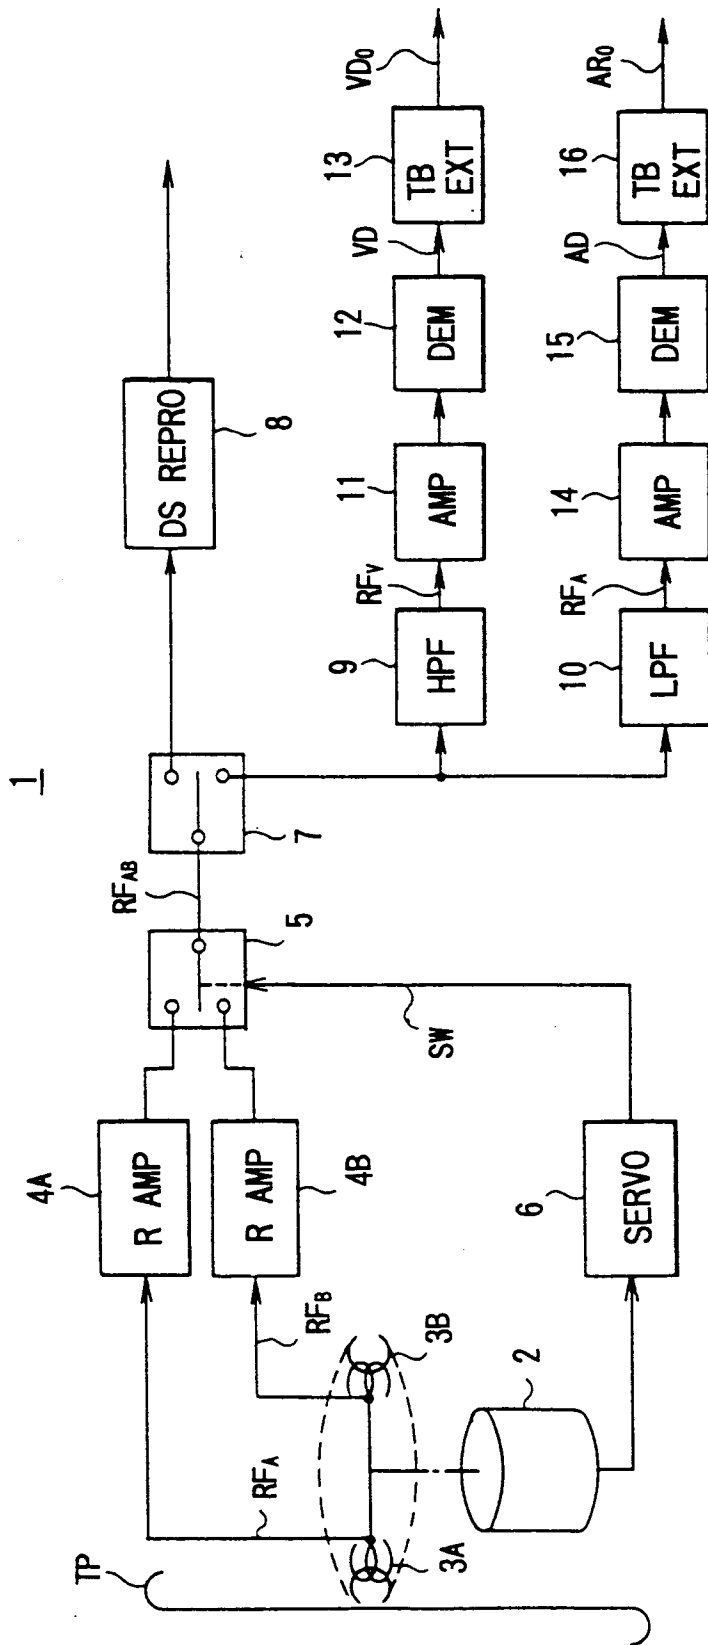 1
TP
RFA
3A
3B
RFB
2
4A
R AMP
R AMP
4B
6
SERVO
SW
5
RFAB
7
DS REPRO
8
9
HPF
RFV
11
AMP
12
DEM
VD
13
TB
EXT
VD0
10
LPF
RFA
14
AMP
15
DEM
AD
16
TB
EXT
AR0